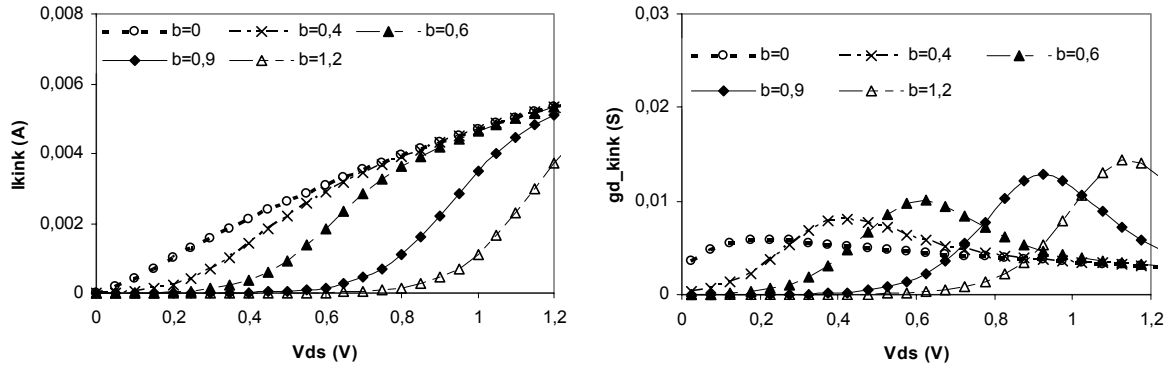 0,008
b=0 b=0,4 b=0,6
b=0,9 b=1,2
0,006
0,004
0,002
0
Ikink (A)
0 0,2 0,4 0,6 0,8 1 1,2
Vds (V)
0,03
b=0 b=0,4 b=0,6
b=0,9 b=1,2
0,02
0,01
0,00
gd_kink (S)
0 0,2 0,4 0,6 0,8 1 1,2
Vds (V)